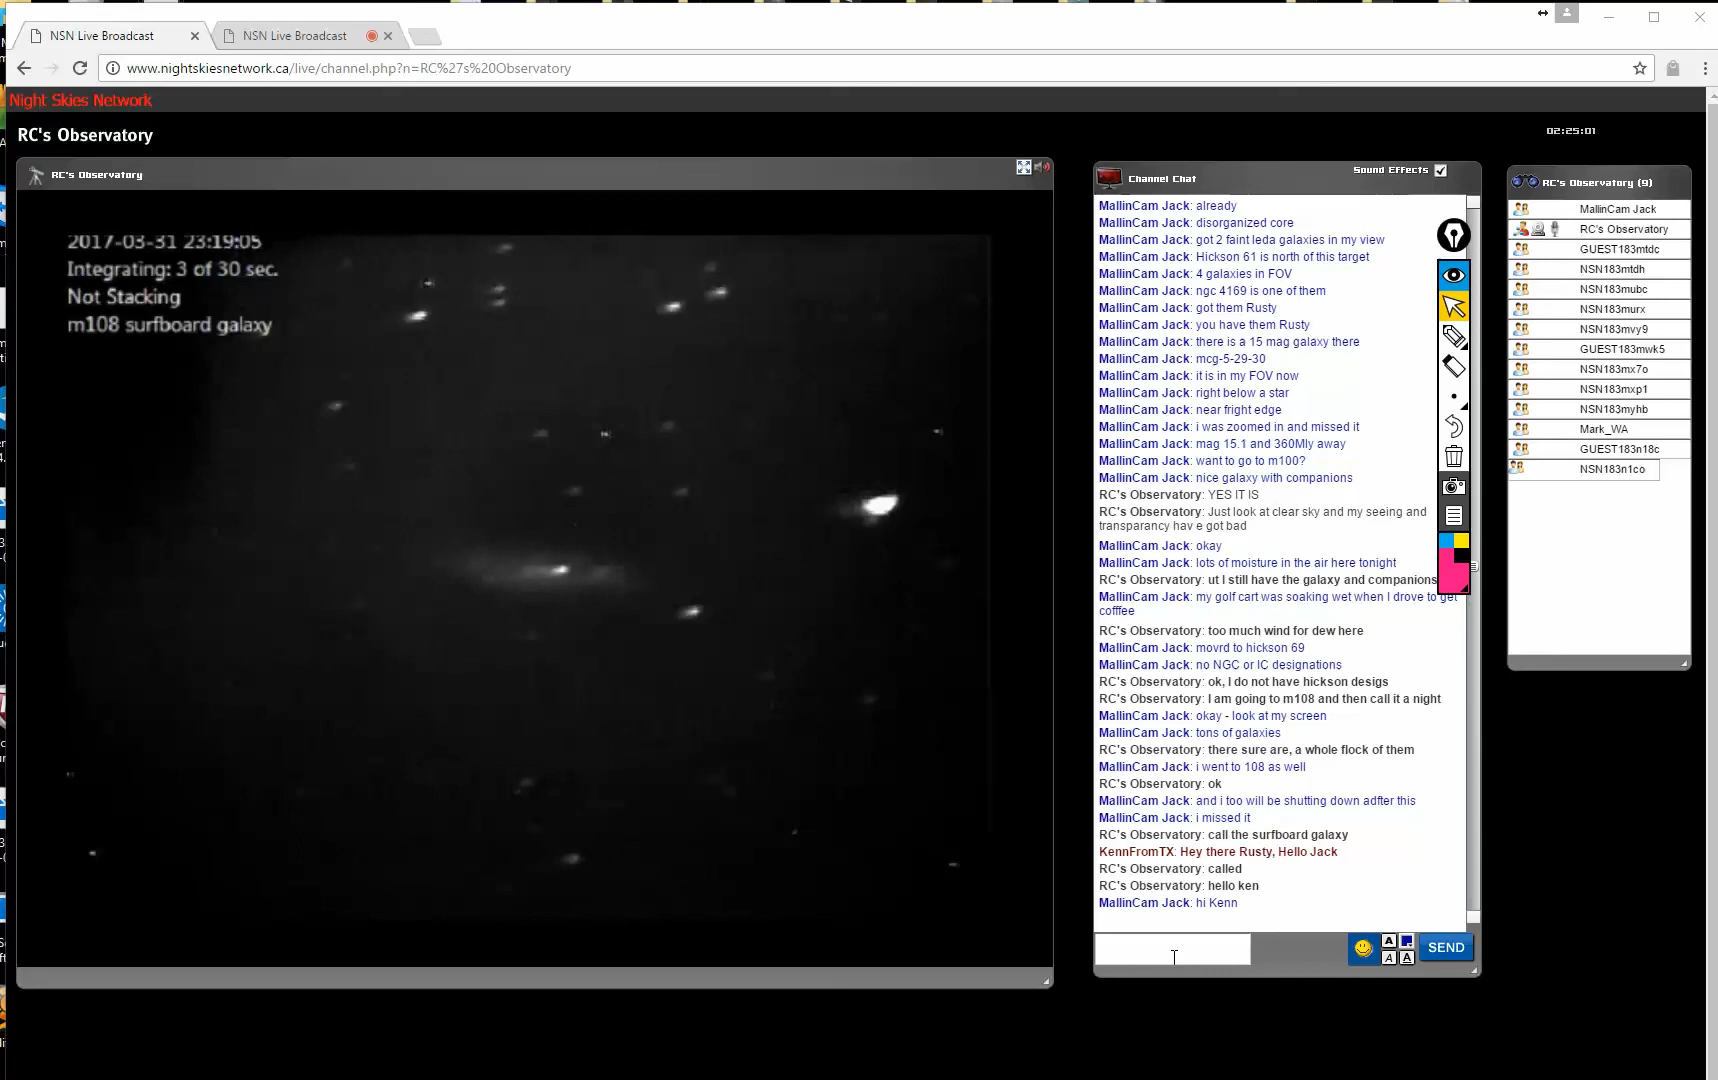 NSN Live Broadcast
NSN Live Broadcast
www.nightskiesnetwork.ca/live/channel.php?n=RC%27s%20Observatory
Night Skies Network
RC's Observatory
02:25:01
RC's Observatory
2017-03-31 23:19:05
Integrating: 3 of 30 sec.
Not Stacking
m108 surfboard galaxy
Channel Chat
Sound Effects
MallinCam Jack: already
MallinCam Jack: disorganized core
MallinCam Jack: got 2 faint leda galaxies in my view
MallinCam Jack: Hickson 61 is north of this target
MallinCam Jack: 4 galaxies in FOV
MallinCam Jack: ngc 4169 is one of them
MallinCam Jack: got them Rusty
MallinCam Jack: you have them Rusty
MallinCam Jack: there is a 15 mag galaxy there
MallinCam Jack: mcg-5-29-30
MallinCam Jack: it is in my FOV now
MallinCam Jack: right below a star
MallinCam Jack: near fright edge
MallinCam Jack: i was zoomed in and missed it
MallinCam Jack: mag 15.1 and 360Mly away
MallinCam Jack: want to go to m100?
MallinCam Jack: nice galaxy with companions
RC's Observatory: YES IT IS
RC's Observatory: Just look at clear sky and my seeing and
transparency hav e got bad
MallinCam Jack: okay
MallinCam Jack: lots of moisture in the air here tonight
RC's Observatory: ut I still have the galaxy and companions
MallinCam Jack: my golf cart was soaking wet when I drove to get
cofffee
RC's Observatory: too much wind for dew here
MallinCam Jack: movrd to hickson 69
MallinCam Jack: no NGC or IC designations
RC's Observatory: ok, I do not have hickson desigs
RC's Observatory: I am going to m108 and then call it a night
MallinCam Jack: okay - look at my screen
MallinCam Jack: tons of galaxies
RC's Observatory: there sure are, a whole flock of them
MallinCam Jack: i went to 108 as well
RC's Observatory: ok
MallinCam Jack: and i too will be shutting down adfter this
MallinCam Jack: i missed it
RC's Observatory: call the surfboard galaxy
KennFromTX: Hey there Rusty, Hello Jack
RC's Observatory: called
RC's Observatory: hello ken
MallinCam Jack: hi Kenn
A
A A
SEND
RC's Observatory (9)
MallinCam Jack
RC's Observatory
GUEST183mtdc
NSN183mtdh
NSN183mubc
NSN183murx
NSN183mvy9
GUEST183mwk5
NSN183mx7o
NSN183mxp1
NSN183myhb
Mark_WA
GUEST183n18c
NSN183n1co